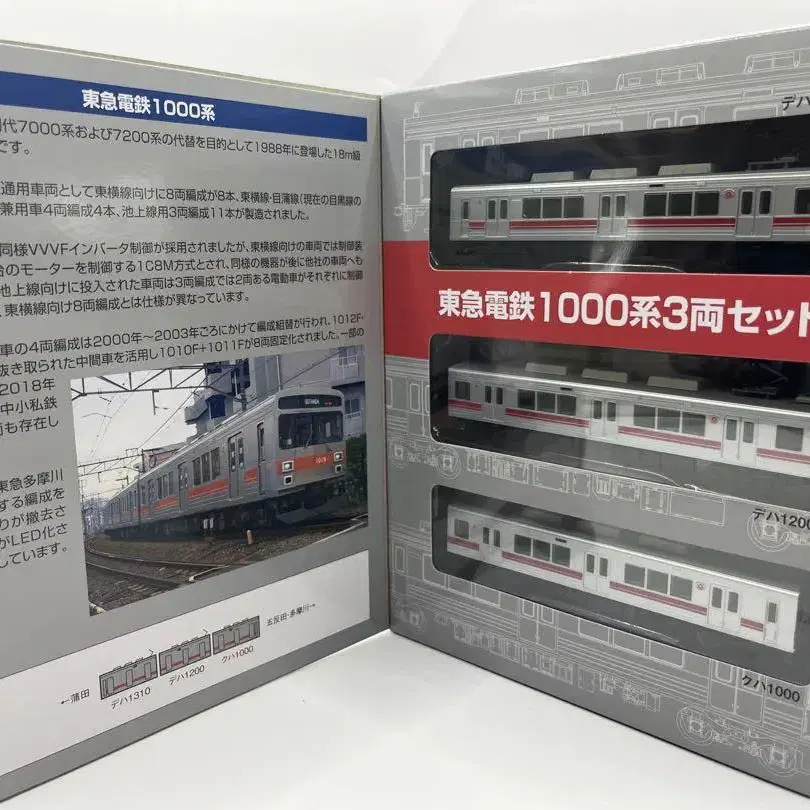 東急電鉄1000系
代7000系および7200系の代替を目的として1988年に登場した18m級
です。
通用車両として東横線向けに8両編成が8本、東横線・目蒲線(現在の目黒線の
兼用車4両編成4本、池上線用3両編成11本が製造されました。
同様VVVFインバータ制御が採用されましたが、東横線向けの車両では制御装
台のモーターを制御する1C8M方式とされ、同様の機器が後に他社の車両へも
池上線向けに投入された車両は3両編成では2両ある電動車がそれぞれに制御
、東横線向け8両編成とは仕様が異なっています。
車の4両編成は2000年〜2003年ごろにかけて編成組替が行われ、1012F・
抜き取られた中間車を活用し1010F+1011Fが8両固定化されました。一部の
2018年
中小私鉄
両も存在し
東急多摩川
する編成を
りが撤去さ
がLED化さ
しています。
←蒲田
デハ1310
デハ1200
クハ1000
五反田・多摩川→
デハ
東急電鉄1000系3両セット
デハ1200
クハ1000